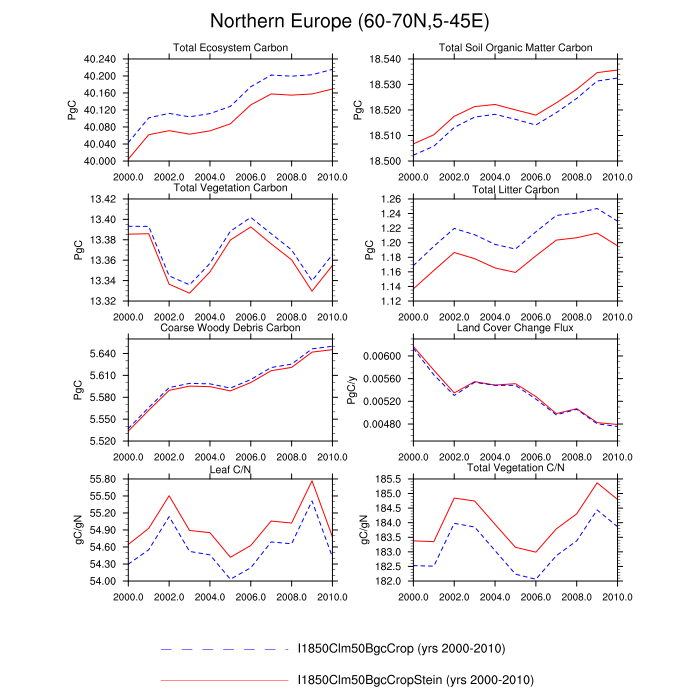 Northern Europe (60-70N,5-45E)
Total Ecosystem Carbon
Total Soil Organic Matter Carbon
PgC
40.240
40.200
40.160
40.120
40.080
40.040
40.000
2000.0 2002.0 2004.0 2006.0 2008.0 2010.0
PgC
18.540
18.530
18.520
18.510
18.500
2000.0 2002.0 2004.0 2006.0 2008.0 2010.0
Total Vegetation Carbon
Total Litter Carbon
PgC
13.42
13.40
13.38
13.36
13.34
13.32
2000.0 2002.0 2004.0 2006.0 2008.0 2010.0
PgC
1.26
1.24
1.22
1.20
1.18
1.16
1.14
1.12
2000.0 2002.0 2004.0 2006.0 2008.0 2010.0
Coarse Woody Debris Carbon
Land Cover Change Flux
PgC
5.640
5.610
5.580
5.550
5.520
2000.0 2002.0 2004.0 2006.0 2008.0 2010.0
PgC/y
0.00600
0.00560
0.00520
0.00480
2000.0 2002.0 2004.0 2006.0 2008.0 2010.0
Leaf C/N
Total Vegetation C/N
gC/gN
55.80
55.50
55.20
54.90
54.60
54.30
54.00
2000.0 2002.0 2004.0 2006.0 2008.0 2010.0
gC/gN
185.5
185.0
184.5
184.0
183.5
183.0
182.5
182.0
2000.0 2002.0 2004.0 2006.0 2008.0 2010.0
I1850Clm50BgcCrop (yrs 2000-2010)
I1850Clm50BgcCropStein (yrs 2000-2010)